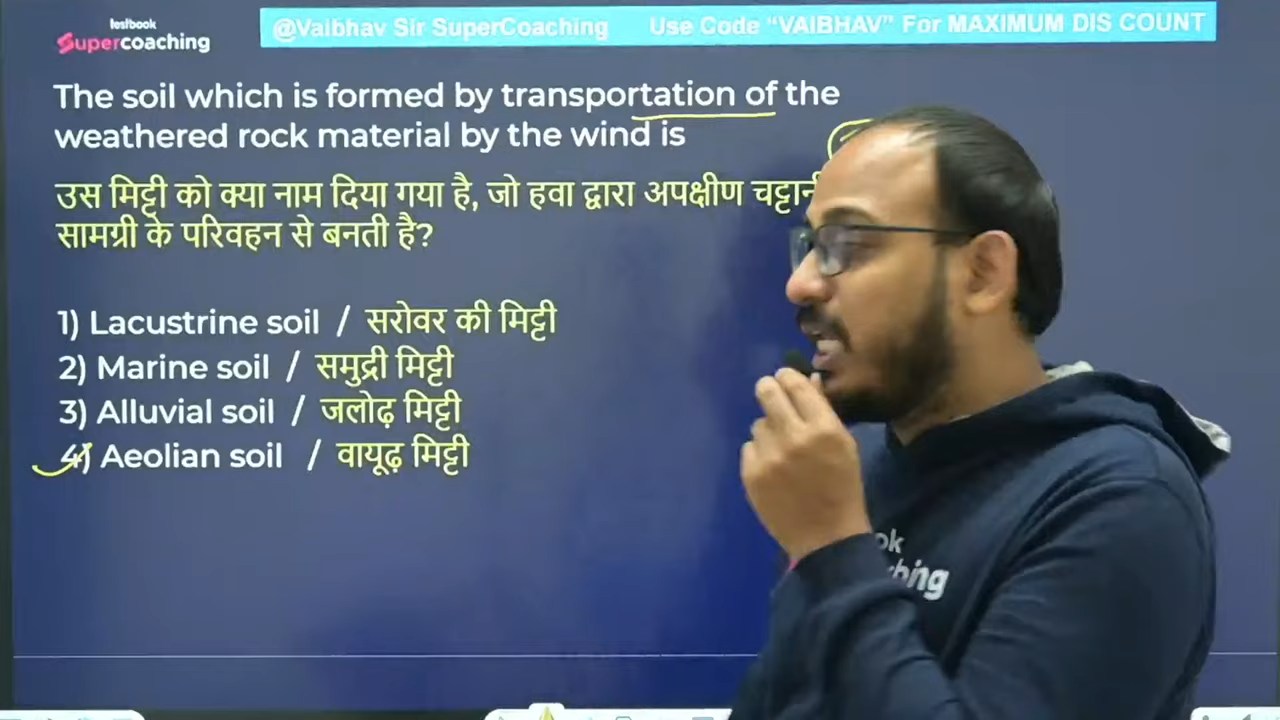 testbook
Supercoaching
@Vaibhav Sir SuperCoaching Use Code “VAIBHAV” For MAXIMUM DIS COUNT
The soil which is formed by transportation of the
weathered rock material by the wind is
उस मिट्टी को क्या नाम दिया गया है, जो हवा द्वारा अपक्षीण
सामग्री के परिवहन से बनती है?
1) Lacustrine soil / सरोवर की मिट्टी
2) Marine soil / समुद्री मिट्टी
3) Alluvial soil / जलोढ़ मिट्टी
4) Aeolian soil / वायूढ़ मिट्टी